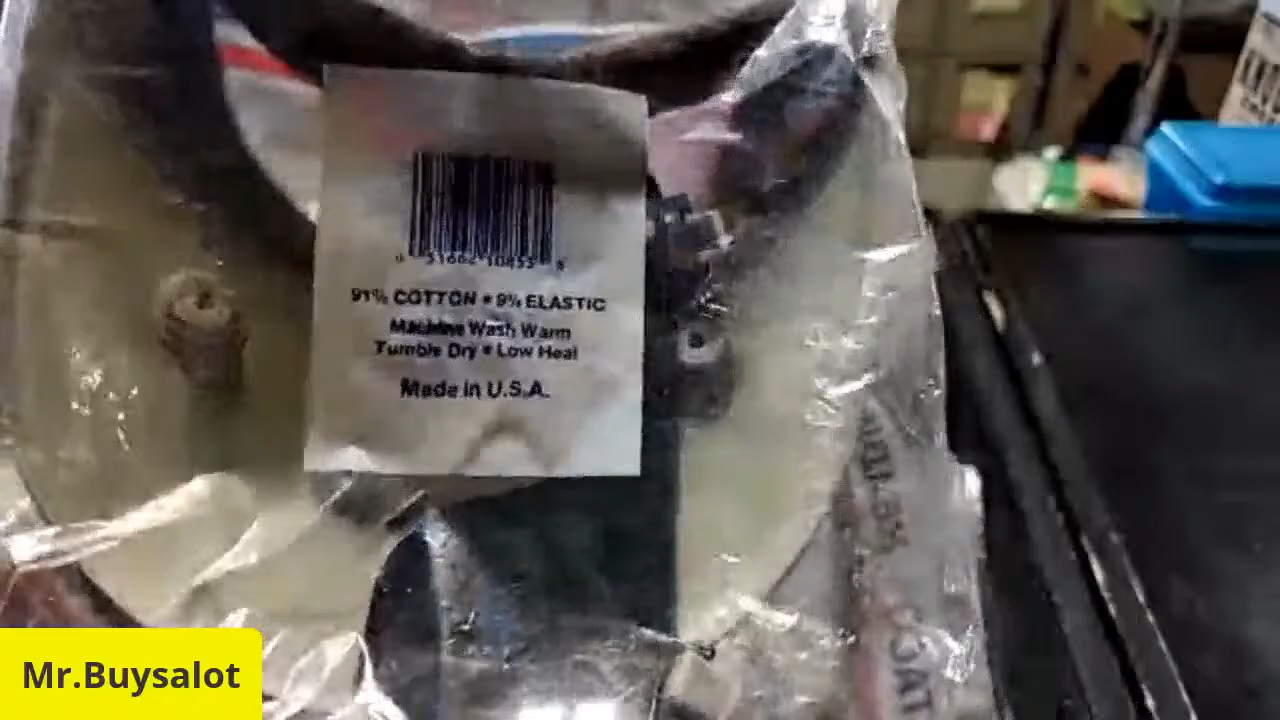 91% COTTON • 9% ELASTIC
Machine Wash Warm
Tumble Dry • Low Heat
Made in U.S.A.
Mr.Buysalot